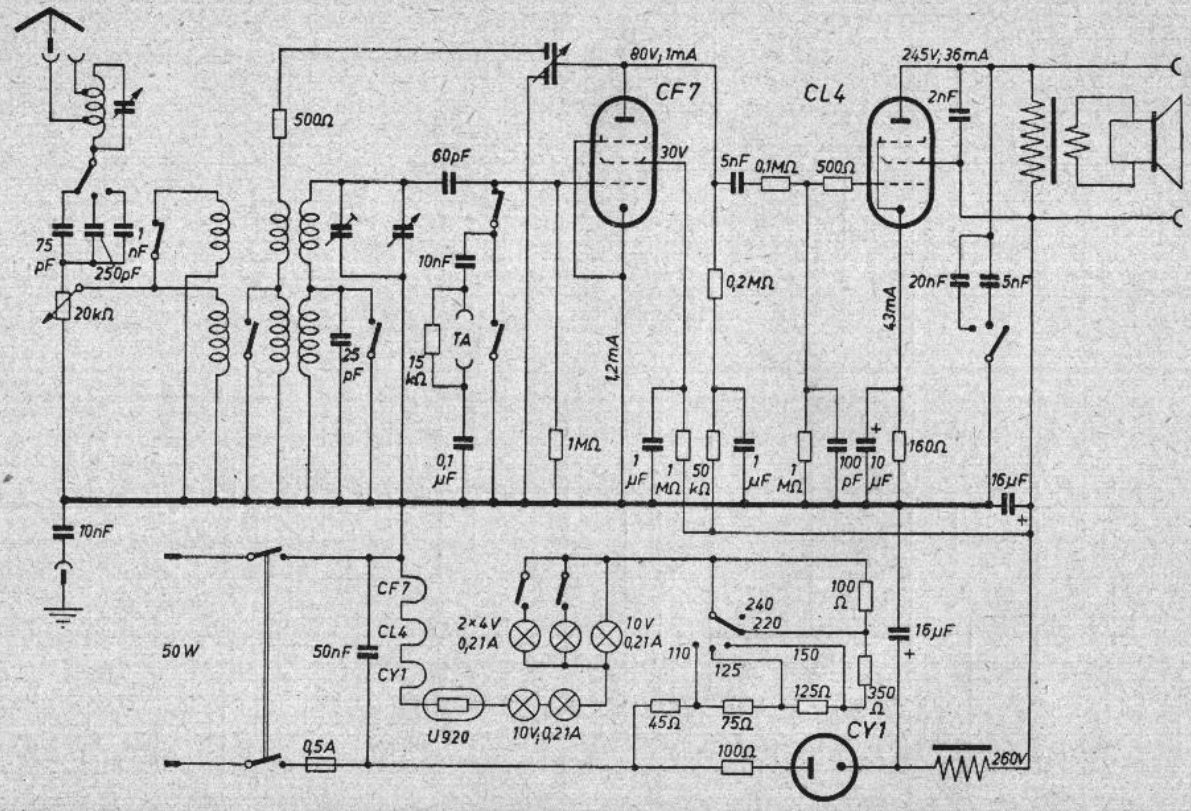 80V, 1mA
245V, 36mA
CF7
CL4
2nF
500Ω
60pF
30V
5nF
0,1MΩ
500Ω
75
pF
250pF
1
nF
20kΩ
10nF
TA
15
kΩ
25
pF
0,2MΩ
20nF
5nF
1,2mA
43mA
0,1
μF
1MΩ
1
μF
1
MΩ
50
kΩ
1
μF
1
MΩ
100
pF
+
10
μF
160Ω
16μF
+
10nF
CF7
CL4
CY1
2×4V
0,21A
10V
0,21A
240
220
100
Ω
16μF
+
50W
50nF
110
125
150
350
Ω
45Ω
75Ω
125Ω
CY1
U920
10V; 0,21A
0,5A
100Ω
260V